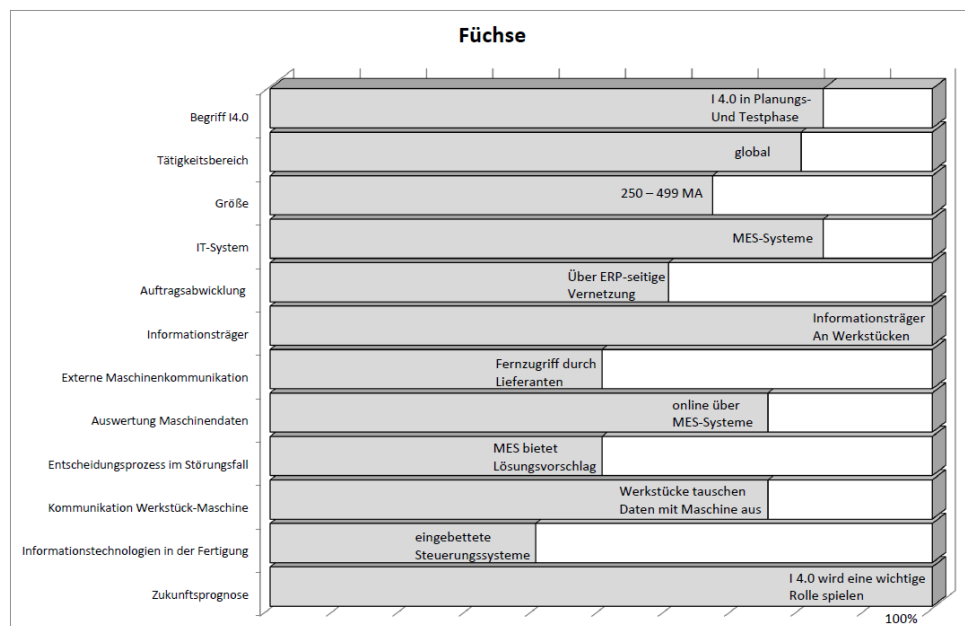 Füchse
Begriff I4.0
I 4.0 in Planungs-
Und Testphase
Tätigkeitsbereich
global
Größe
250 – 499 MA
IT-System
MES-Systeme
Auftragsabwicklung
Über ERP-seitige
Vernetzung
Informationsträger
Informationsträger
An Werkstücken
Externe Maschinenkommunikation
Fernzugriff durch
Lieferanten
Auswertung Maschinendaten
online über
MES-Systeme
Entscheidungsprozess im Störungsfall
MES bietet
Lösungsvorschlag
Kommunikation Werkstück-Maschine
Werkstücke tauschen
Daten mit Maschine aus
Informationstechnologien in der Fertigung
eingebettete
Steuerungssysteme
Zukunftsprognose
I 4.0 wird eine wichtige
Rolle spielen
100%